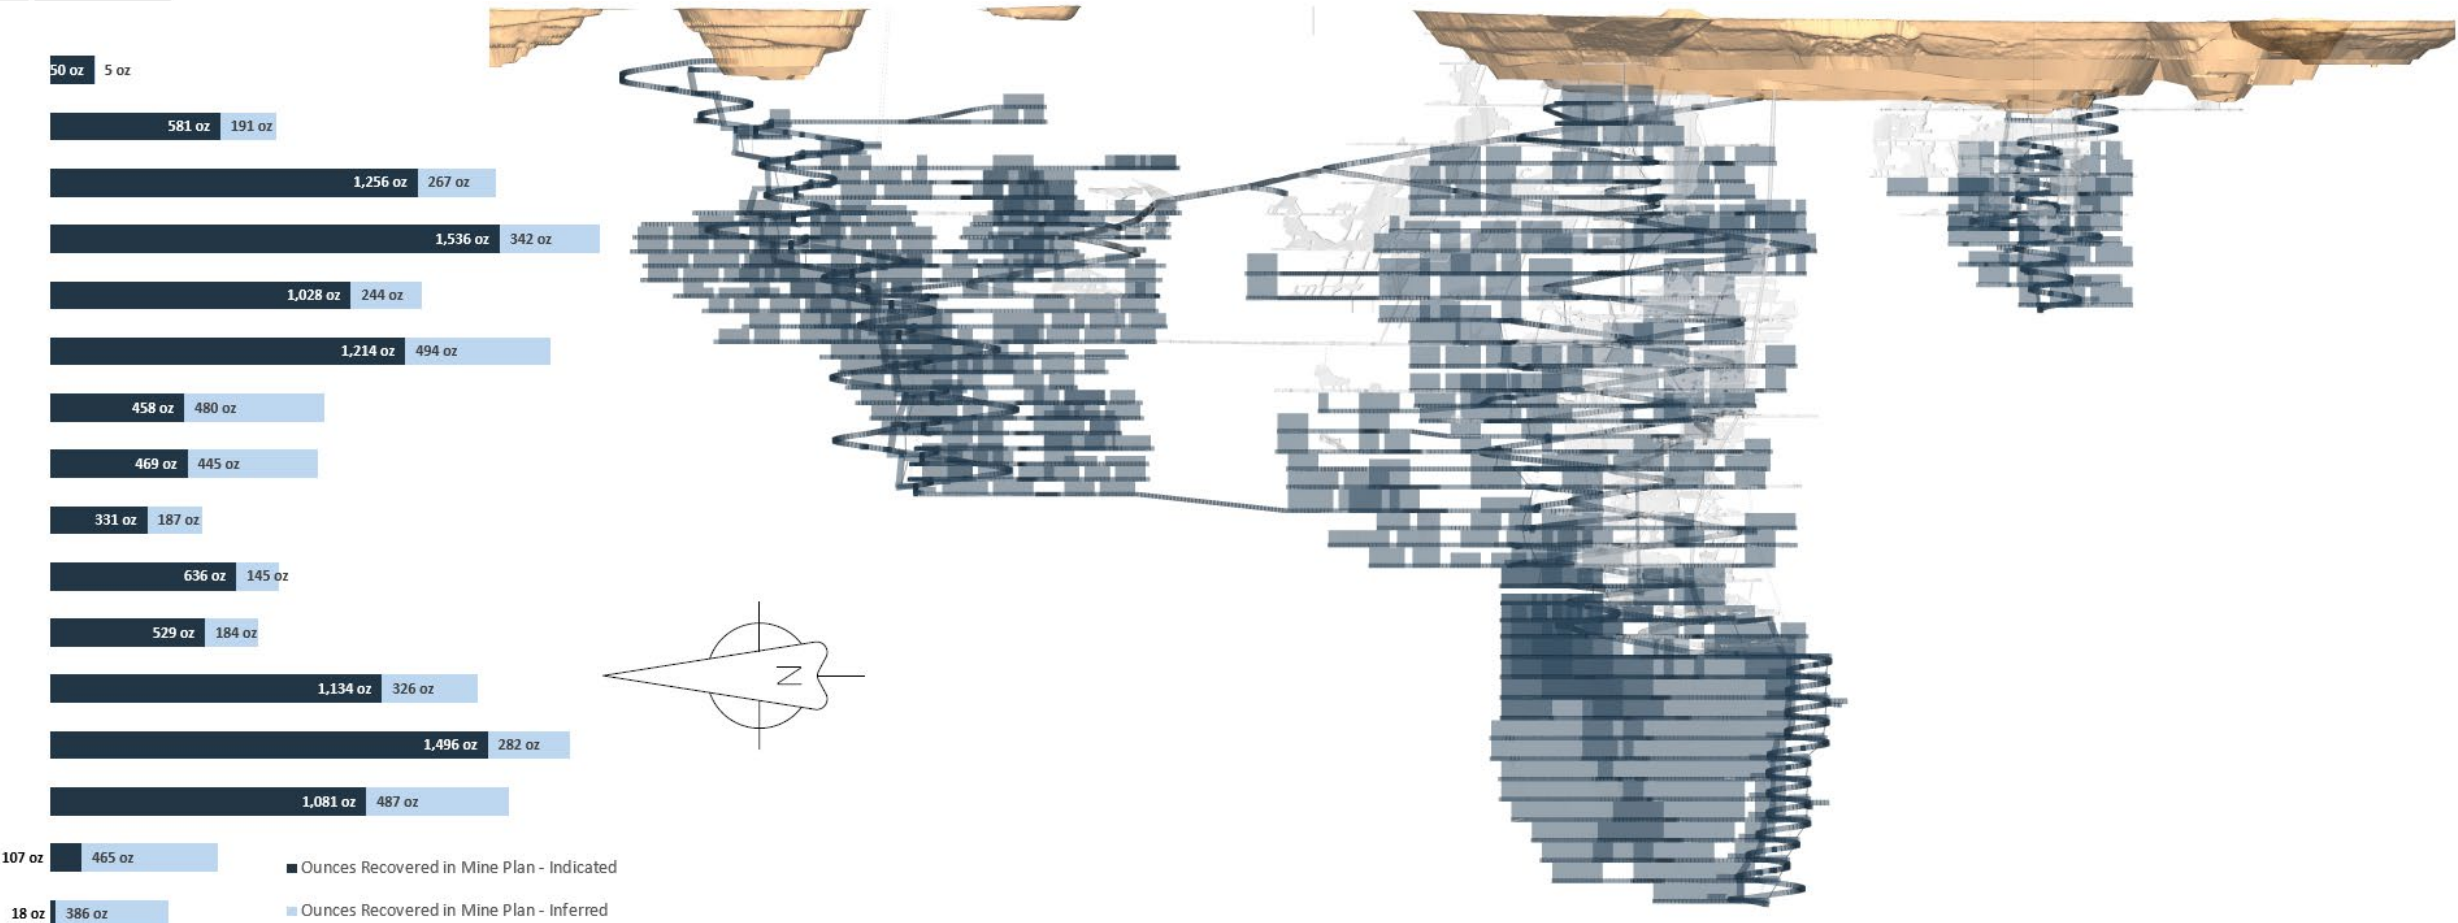 50 oz 5 oz
581 oz 191 oz
1,256 oz 267 oz
1,536 oz 342 oz
1,028 oz 244 oz
1,214 oz 494 oz
458 oz 480 oz
469 oz 445 oz
331 oz 187 oz
636 oz 145 oz
529 oz 184 oz
N
1,134 oz 326 oz
1,496 oz 282 oz
1,081 oz 487 oz
107 oz 465 oz
Ounces Recovered in Mine Plan - Indicated
18 oz 386 oz
Ounces Recovered in Mine Plan - Inferred